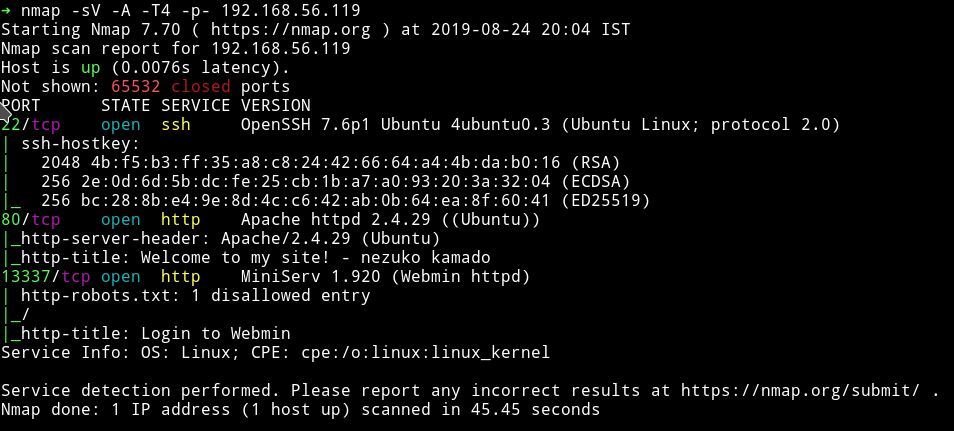 ➜ nmap -sV -A -T4 -p- 192.168.56.119
Starting Nmap 7.70 ( https://nmap.org ) at 2019-08-24 20:04 IST
Nmap scan report for 192.168.56.119
Host is up (0.0076s latency).
Not shown: 65532 closed ports
PORT      STATE SERVICE VERSION
22/tcp    open  ssh     OpenSSH 7.6p1 Ubuntu 4ubuntu0.3 (Ubuntu Linux; protocol 2.0)
| ssh-hostkey:
|   2048 4b:f5:b3:ff:35:a8:c8:24:42:66:64:a4:4b:da:b0:16 (RSA)
|   256 2e:0d:6d:5b:dc:fe:25:cb:1b:a7:a0:93:20:3a:32:04 (ECDSA)
|_  256 bc:28:8b:e4:9e:8d:4c:c6:42:ab:0b:64:ea:8f:60:41 (ED25519)
80/tcp    open  http    Apache httpd 2.4.29 ((Ubuntu))
|_http-server-header: Apache/2.4.29 (Ubuntu)
|_http-title: Welcome to my site! - nezuko kamado
13337/tcp open  http    MiniServ 1.920 (Webmin httpd)
| http-robots.txt: 1 disallowed entry
|_/
|_http-title: Login to Webmin
Service Info: OS: Linux; CPE: cpe:/o:linux:linux_kernel
Service detection performed. Please report any incorrect results at https://nmap.org/submit/ .
Nmap done: 1 IP address (1 host up) scanned in 45.45 seconds